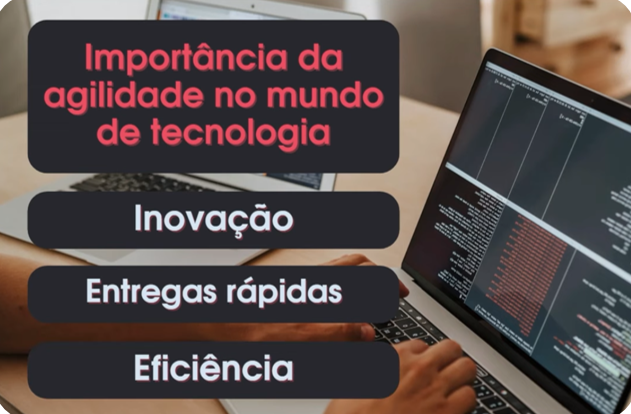 Importância da
agilidade no mundo
de tecnologia
Inovação
Entregas rápidas
Eficiência